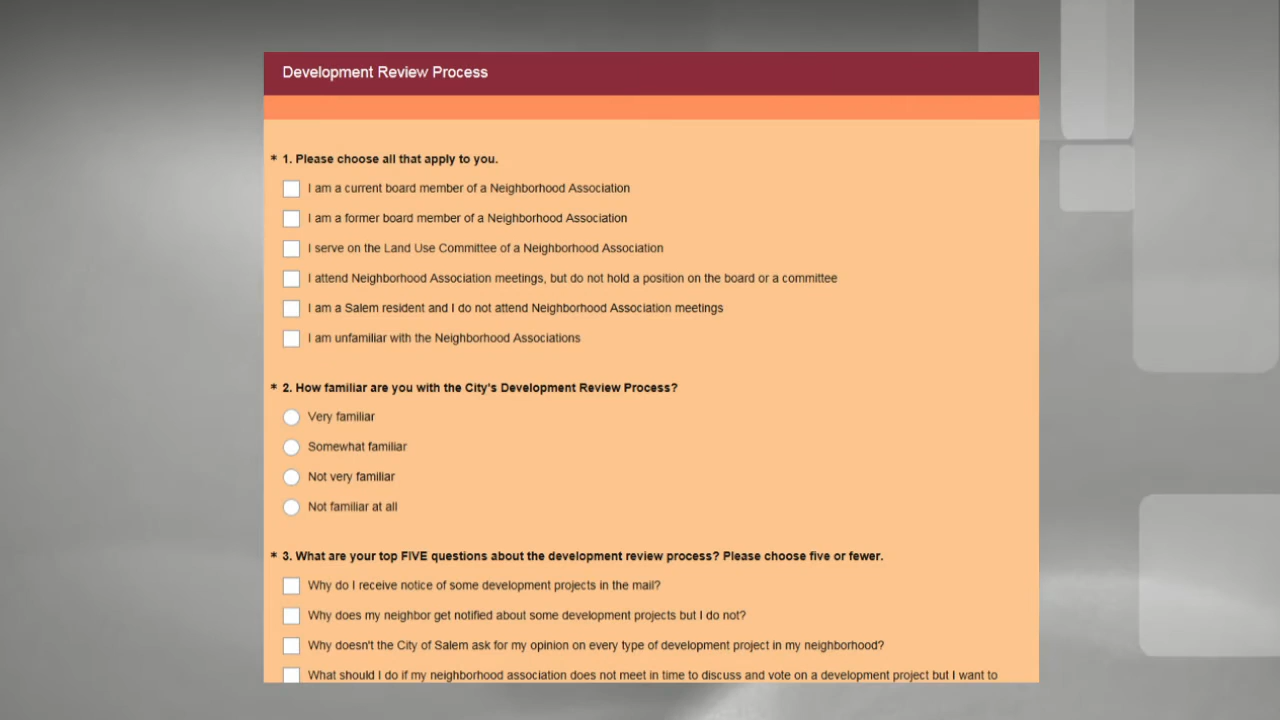 Development Review Process
* 1. Please choose all that apply to you.
I am a current board member of a Neighborhood Association
I am a former board member of a Neighborhood Association
I serve on the Land Use Committee of a Neighborhood Association
I attend Neighborhood Association meetings, but do not hold a position on the board or a committee
I am a Salem resident and I do not attend Neighborhood Association meetings
I am unfamiliar with the Neighborhood Associations
* 2. How familiar are you with the City's Development Review Process?
Very familiar
Somewhat familiar
Not very familiar
Not familiar at all
* 3. What are your top FIVE questions about the development review process? Please choose five or fewer.
Why do I receive notice of some development projects in the mail?
Why does my neighbor get notified about some development projects but I do not?
Why doesn't the City of Salem ask for my opinion on every type of development project in my neighborhood?
What should I do if my neighborhood association does not meet in time to discuss and vote on a development project but I want to